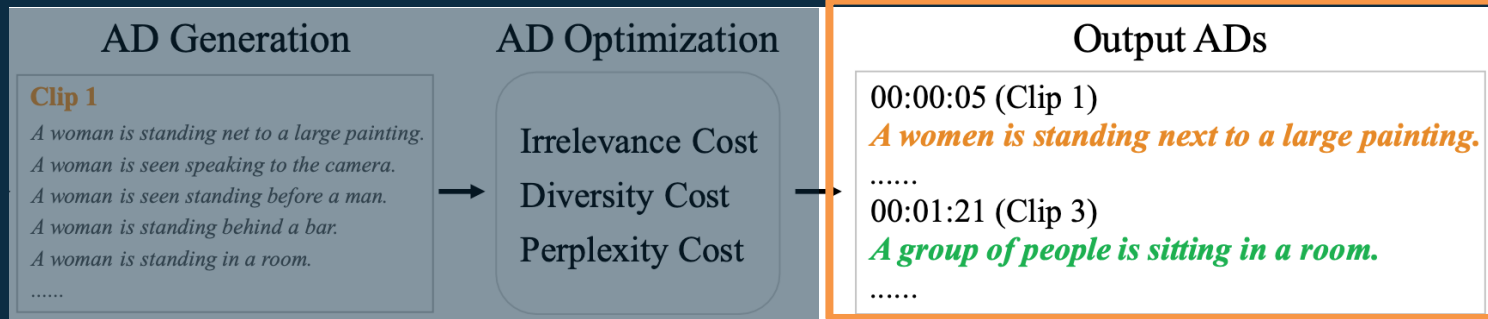 AD Generation
Clip 1
A woman is standing net to a large painting.
A woman is seen speaking to the camera.
A woman is seen standing before a man.
A woman is standing behind a bar.
A woman is standing in a room.
......
AD Optimization
Irrelevance Cost
Diversity Cost
Perplexity Cost
Output ADs
00:00:05 (Clip 1)
A women is standing next to a large painting.
......
00:01:21 (Clip 3)
A group of people is sitting in a room.
......